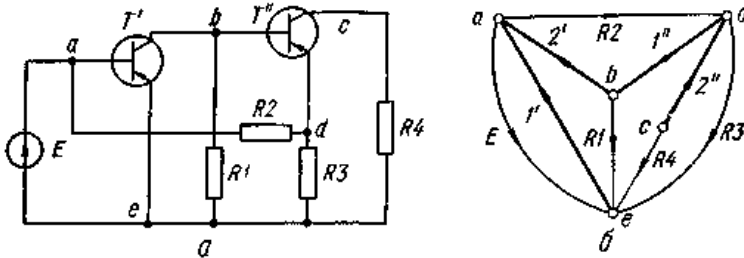 T' b T'' c
a
R2 d R4
E R1 R3
e
а
a R2
2' 1''
b
c 2''
E 1' R1 R4 R3
e
б